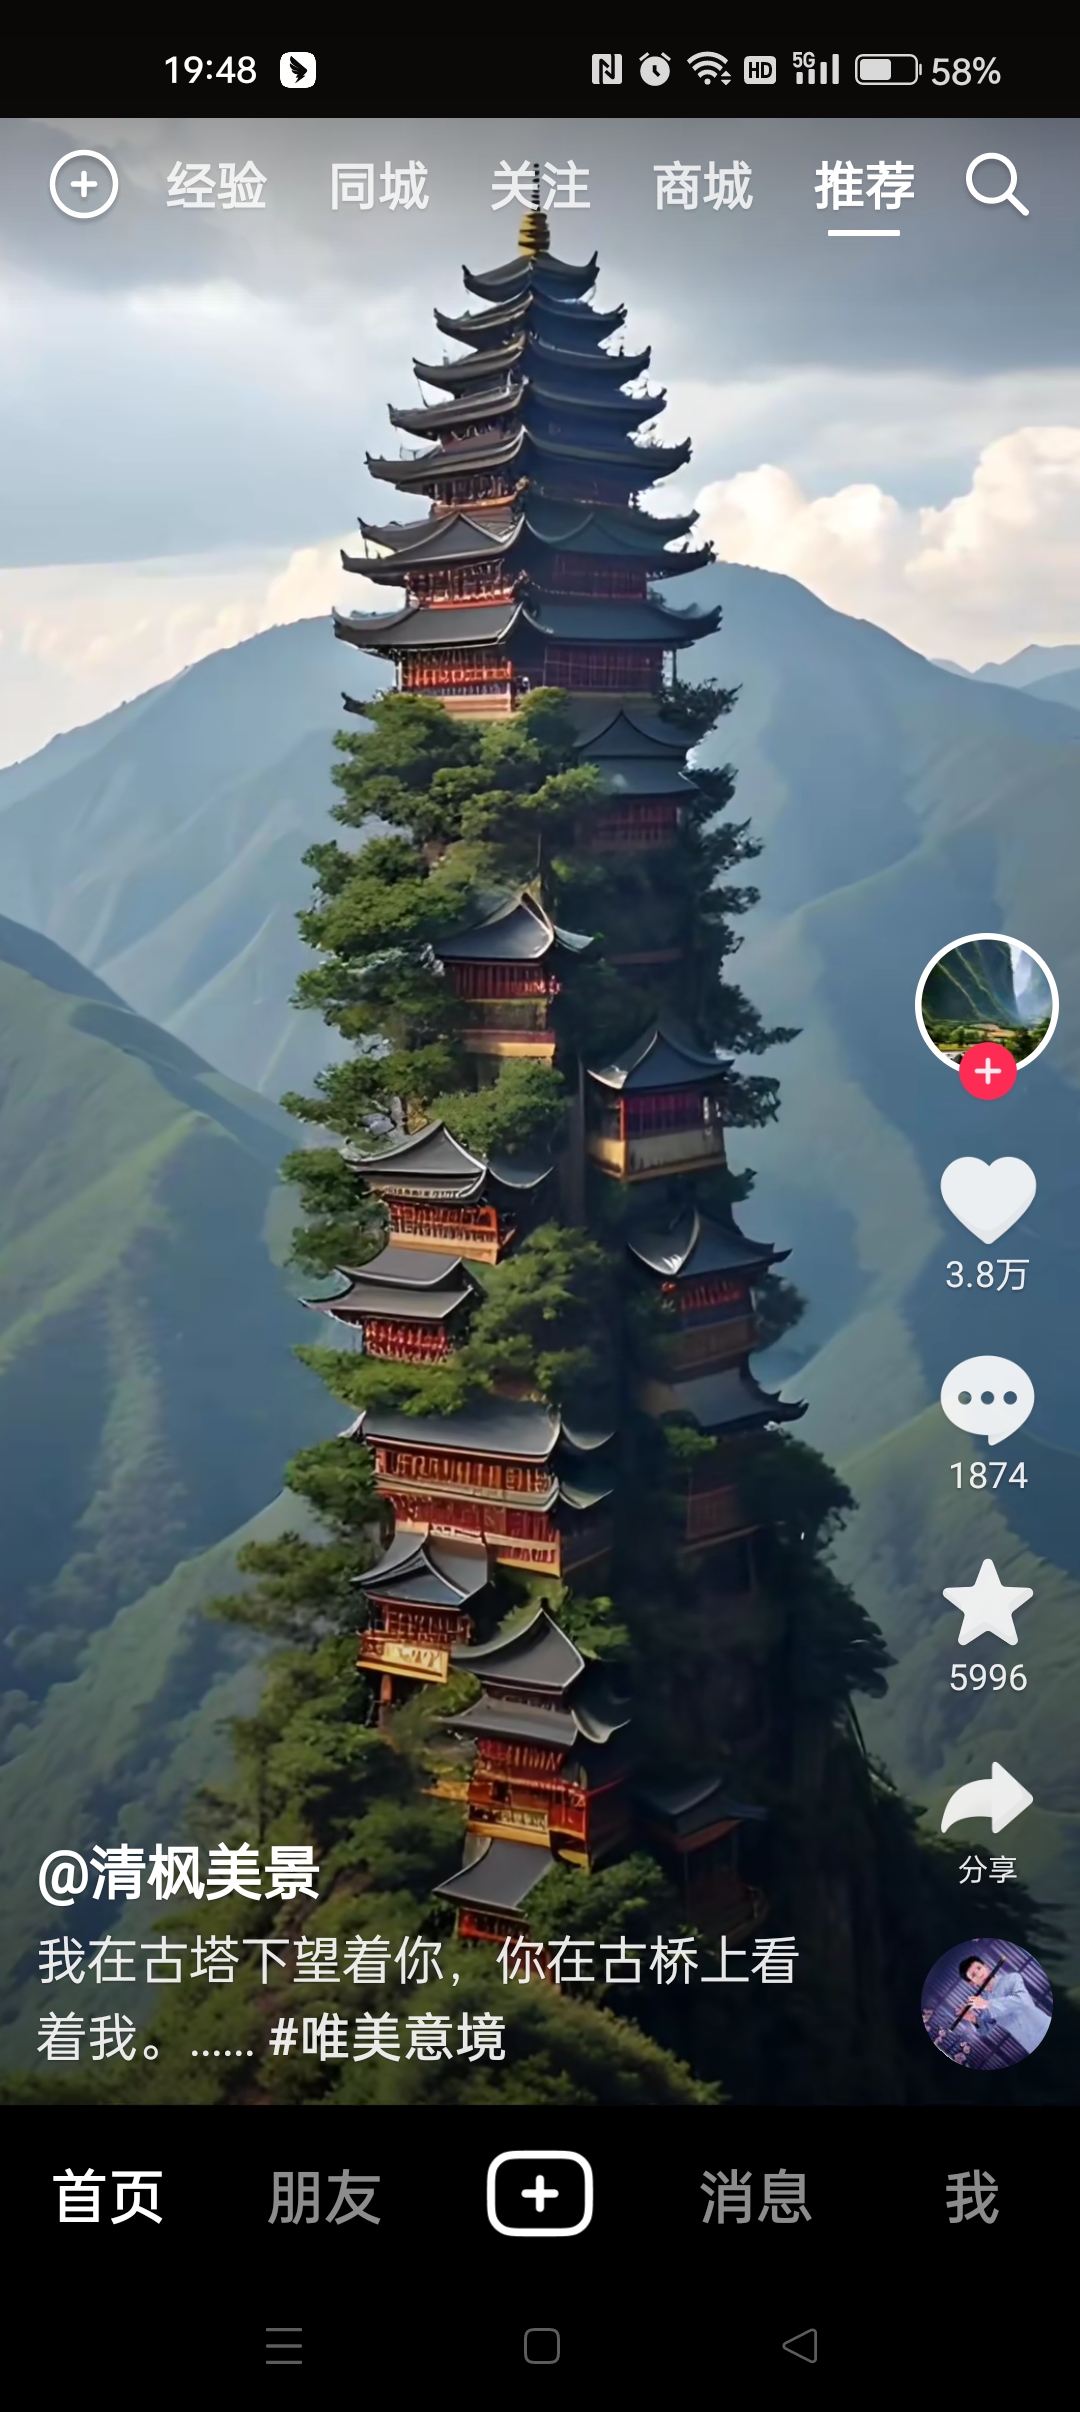 19:48
HD 5G 58%
经验 同城 关注 商城 推荐
3.8万
1874
5996
分享
@清枫美景
我在古塔下望着你，你在古桥上看
着我。...... #唯美意境
首页 朋友 消息 我